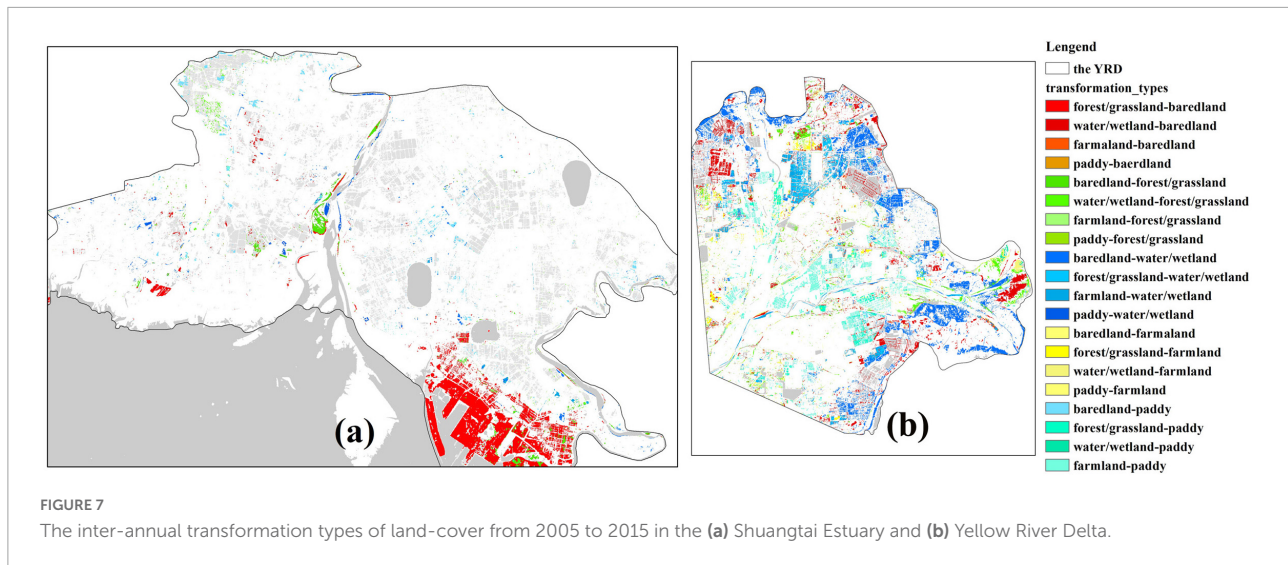 Lengend
the YRD
transformation_types
forest/grassland-baredland
water/wetland-baredland
farmaland-baredland
paddy-baerdland
baredland-forest/grassland
water/wetland-forest/grassland
farmland-forest/grassland
paddy-forest/grassland
baredland-water/wetland
forest/grassland-water/wetland
farmland-water/wetland
paddy-water/wetland
baredland-farmaland
forest/grassland-farmland
water/wetland-farmland
paddy-farmland
baredland-paddy
forest/grassland-paddy
water/wetland-paddy
farmland-paddy
(a)
(b)
FIGURE 7
The inter-annual transformation types of land-cover from 2005 to 2015 in the (a) Shuangtai Estuary and (b) Yellow River Delta.